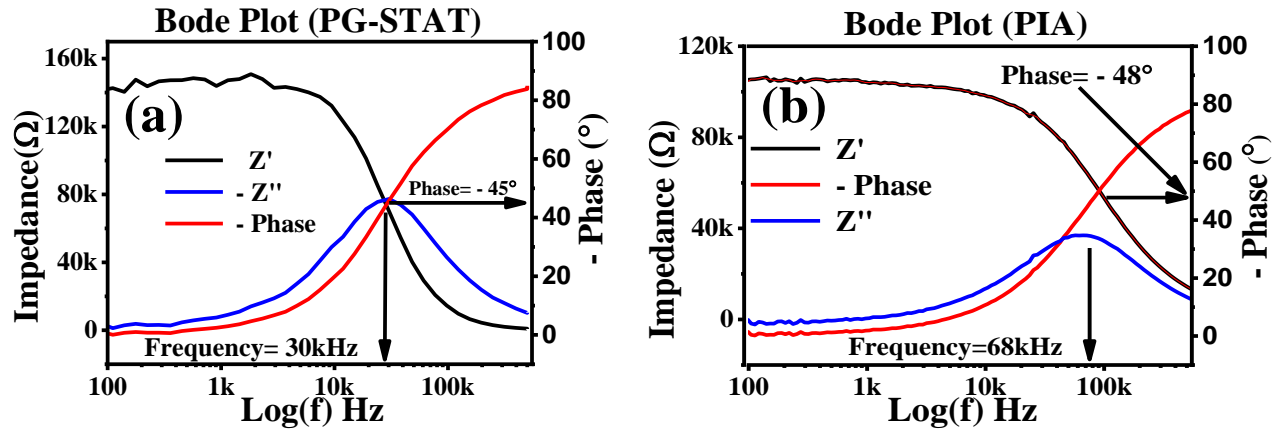 Bode Plot (PG-STAT)
(a)
Impedance(Ω)
160k
120k
80k
40k
0
Z'
- Z''
- Phase
Phase= - 45°
Frequency= 30kHz
100
80
60
40
20
0
- Phase (°)
100 1k 10k 100k
Log(f) Hz
Bode Plot (PIA)
(b)
Impedance (Ω)
120k
80k
40k
0
Z'
- Phase
Z''
Phase= - 48°
Frequency=68kHz
100
80
60
40
20
0
- Phase (°)
100 1k 10k 100k
Log(f) Hz